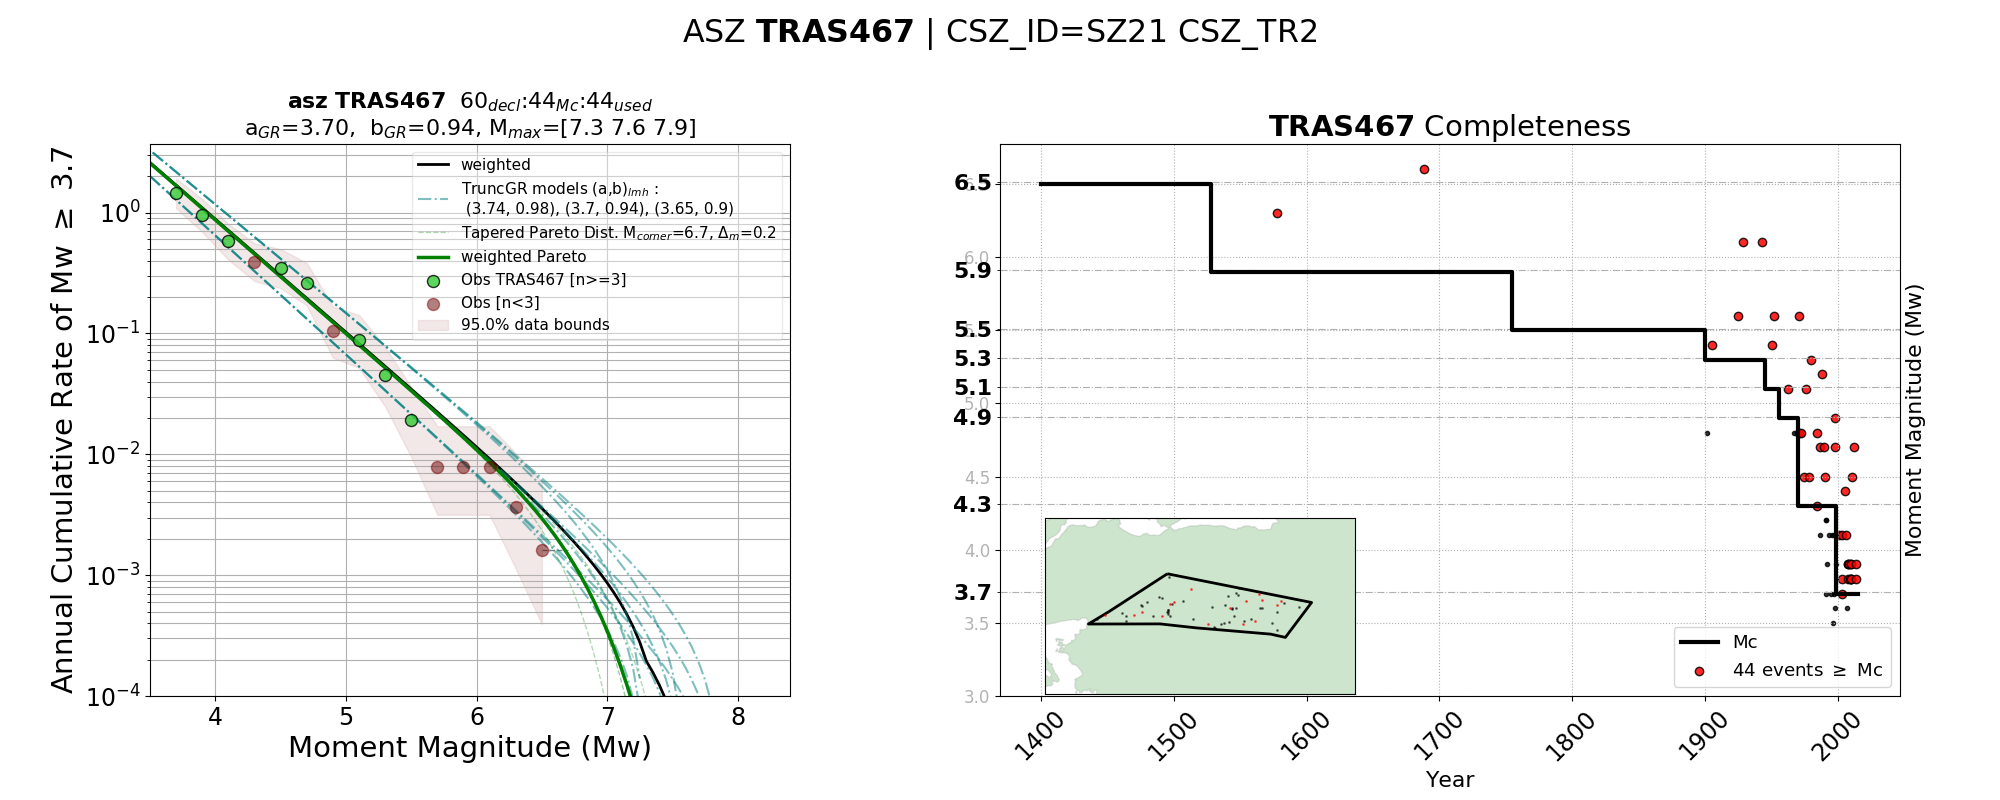 ASZ TRAS467 | CSZ_ID=SZ21 CSZ_TR2
asz TRAS467 60decl:44Mc:44used
aGR=3.70, bGR=0.94, Mmax=[7.3 7.6 7.9]
Annual Cumulative Rate of Mw ≥ 3.7
10^0
10^-1
10^-2
10^-3
10^-4
weighted
TruncGR models (a,b)lmh :
(3.74, 0.98), (3.7, 0.94), (3.65, 0.9)
Tapered Pareto Dist. Mcorner=6.7, Δm=0.2
weighted Pareto
Obs TRAS467 [n>=3]
Obs [n<3]
95.0% data bounds
4 5 6 7 8
Moment Magnitude (Mw)
TRAS467 Completeness
6.5
6.0
5.9
5.5
5.3
5.1
5.0
4.9
4.5
4.3
4.0
3.7
3.5
3.0
Moment Magnitude (Mw)
Mc
44 events ≥ Mc
1400 1500 1600 1700 1800 1900 2000
Year